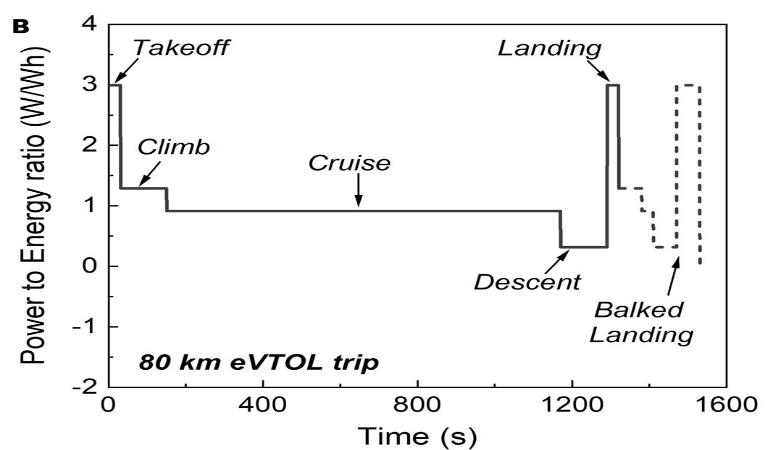 B
Power to Energy ratio (W/Wh)
4
3
2
1
0
-1
-2
Takeoff
Landing
Climb
Cruise
Descent
Balked
Landing
80 km eVTOL trip
0 400 800 1200 1600
Time (s)